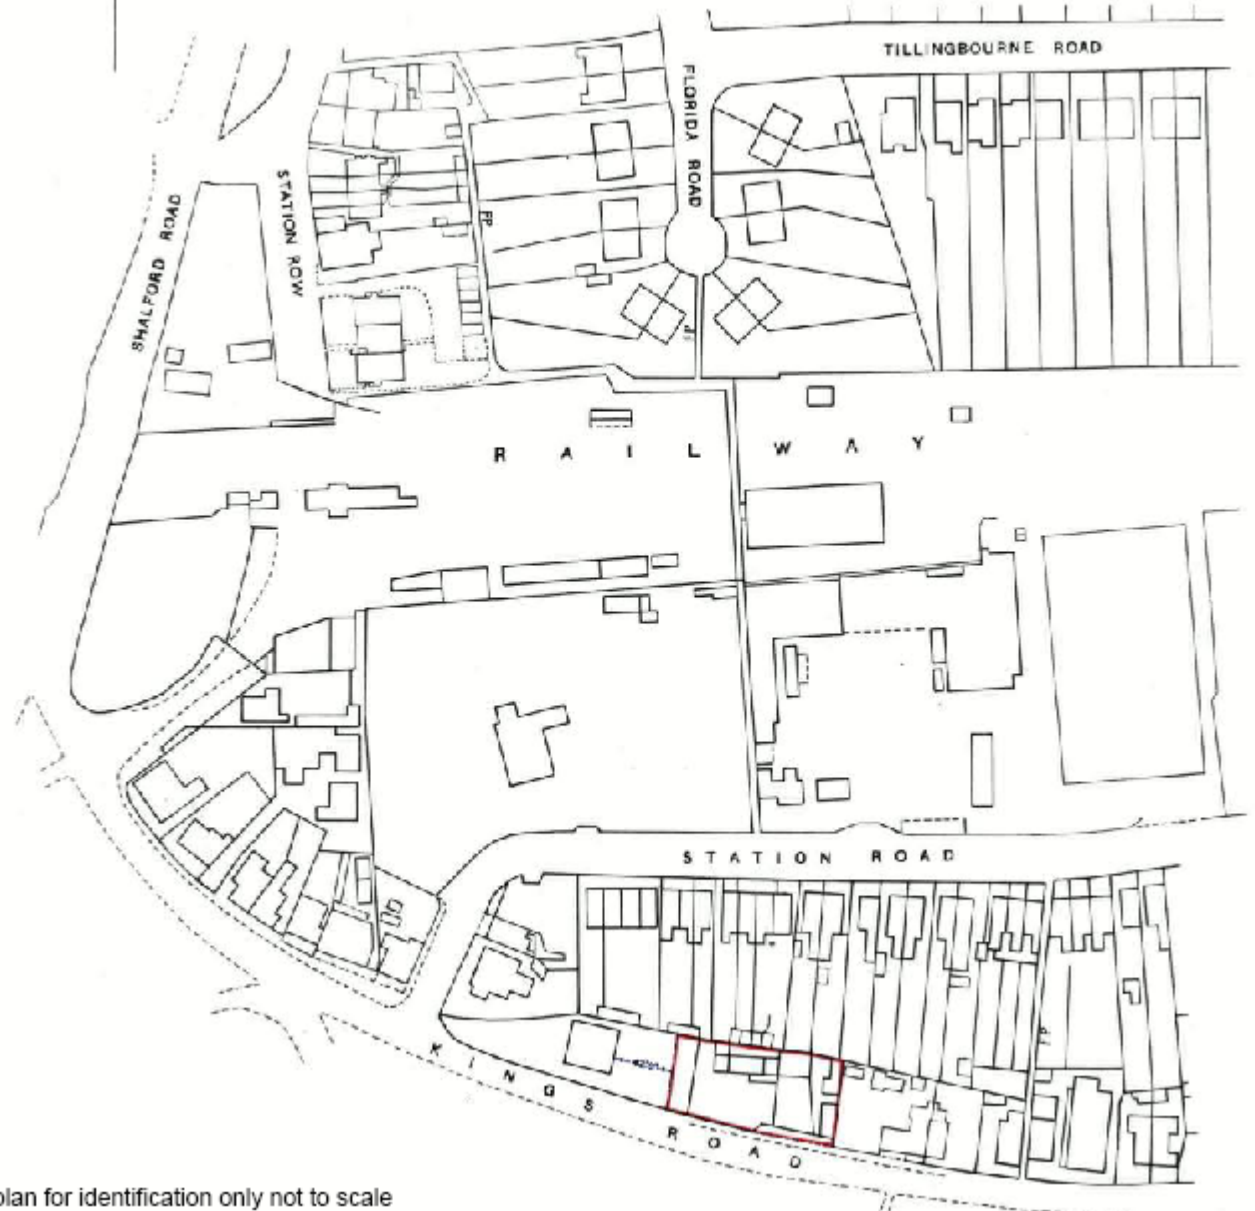 TILLINGBOURNE ROAD
FLORIDA ROAD
STATION ROW
SHALFORD ROAD
FP
RAILWAY
STATION ROAD
KINGS ROAD
plan for identification only not to scale